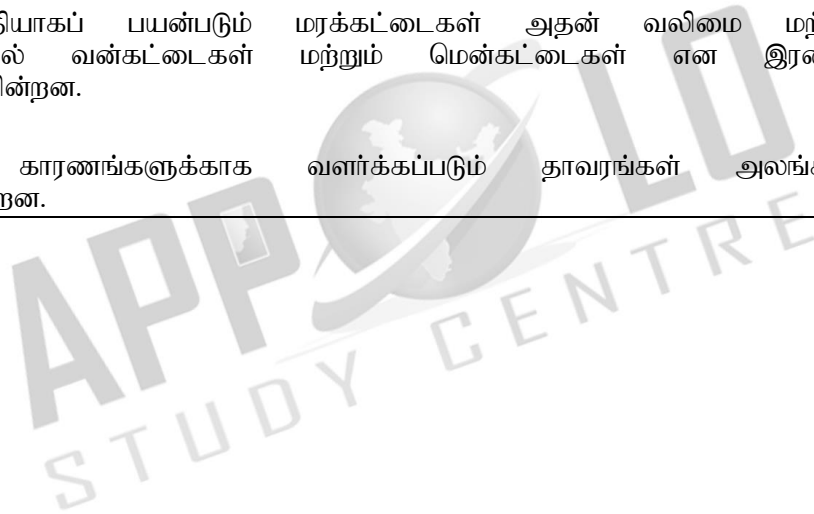 தியாகப் பயன்படும் மரக்கட்டைகள் அதன் வலிமை மற்
ல் வன்கட்டைகள் மற்றும் மென்கட்டைகள் என இரண
ின்றன.
காரணங்களுக்காக வளர்க்கப்படும் தாவரங்கள் அலங்க
றன.
APPOLO
STUDY CENTRE